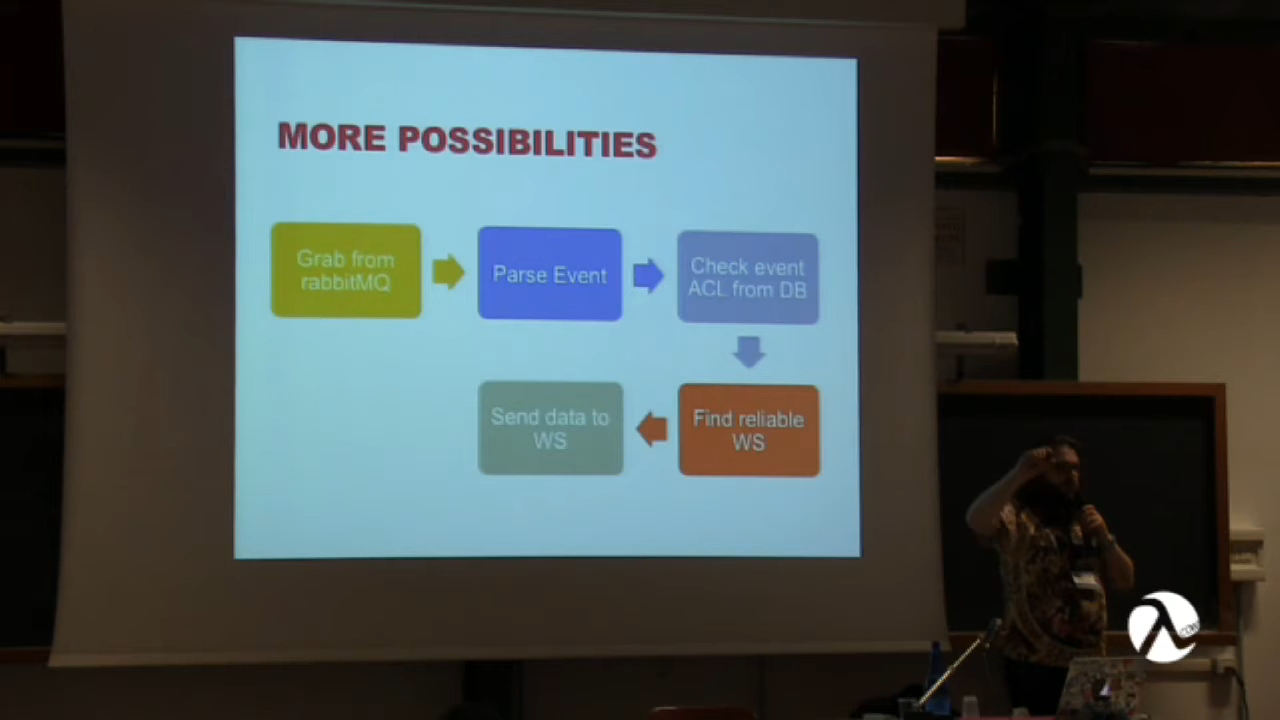 MORE POSSIBILITIES
Grab from
rabbitMQ
Parse Event
Check event
ACL from DB
Send data to
WS
Find reliable
WS